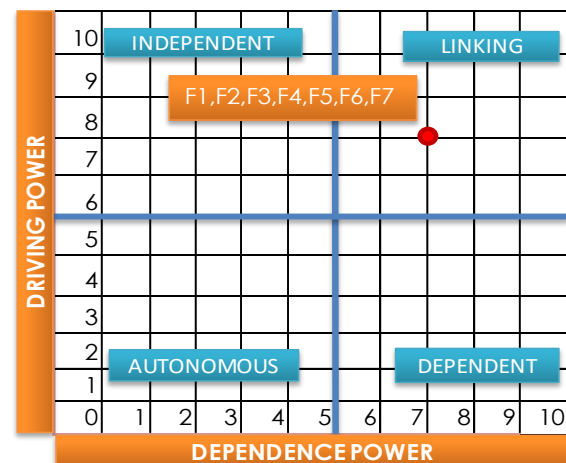 10 INDEPENDENT LINKING
9
F1,F2,F3,F4,F5,F6,F7
8
7
6
5
4
3
2
AUTONOMOUS DEPENDENT
1
0 1 2 3 4 5 6 7 8 9 10
DRIVING POWER
DEPENDENCE POWER